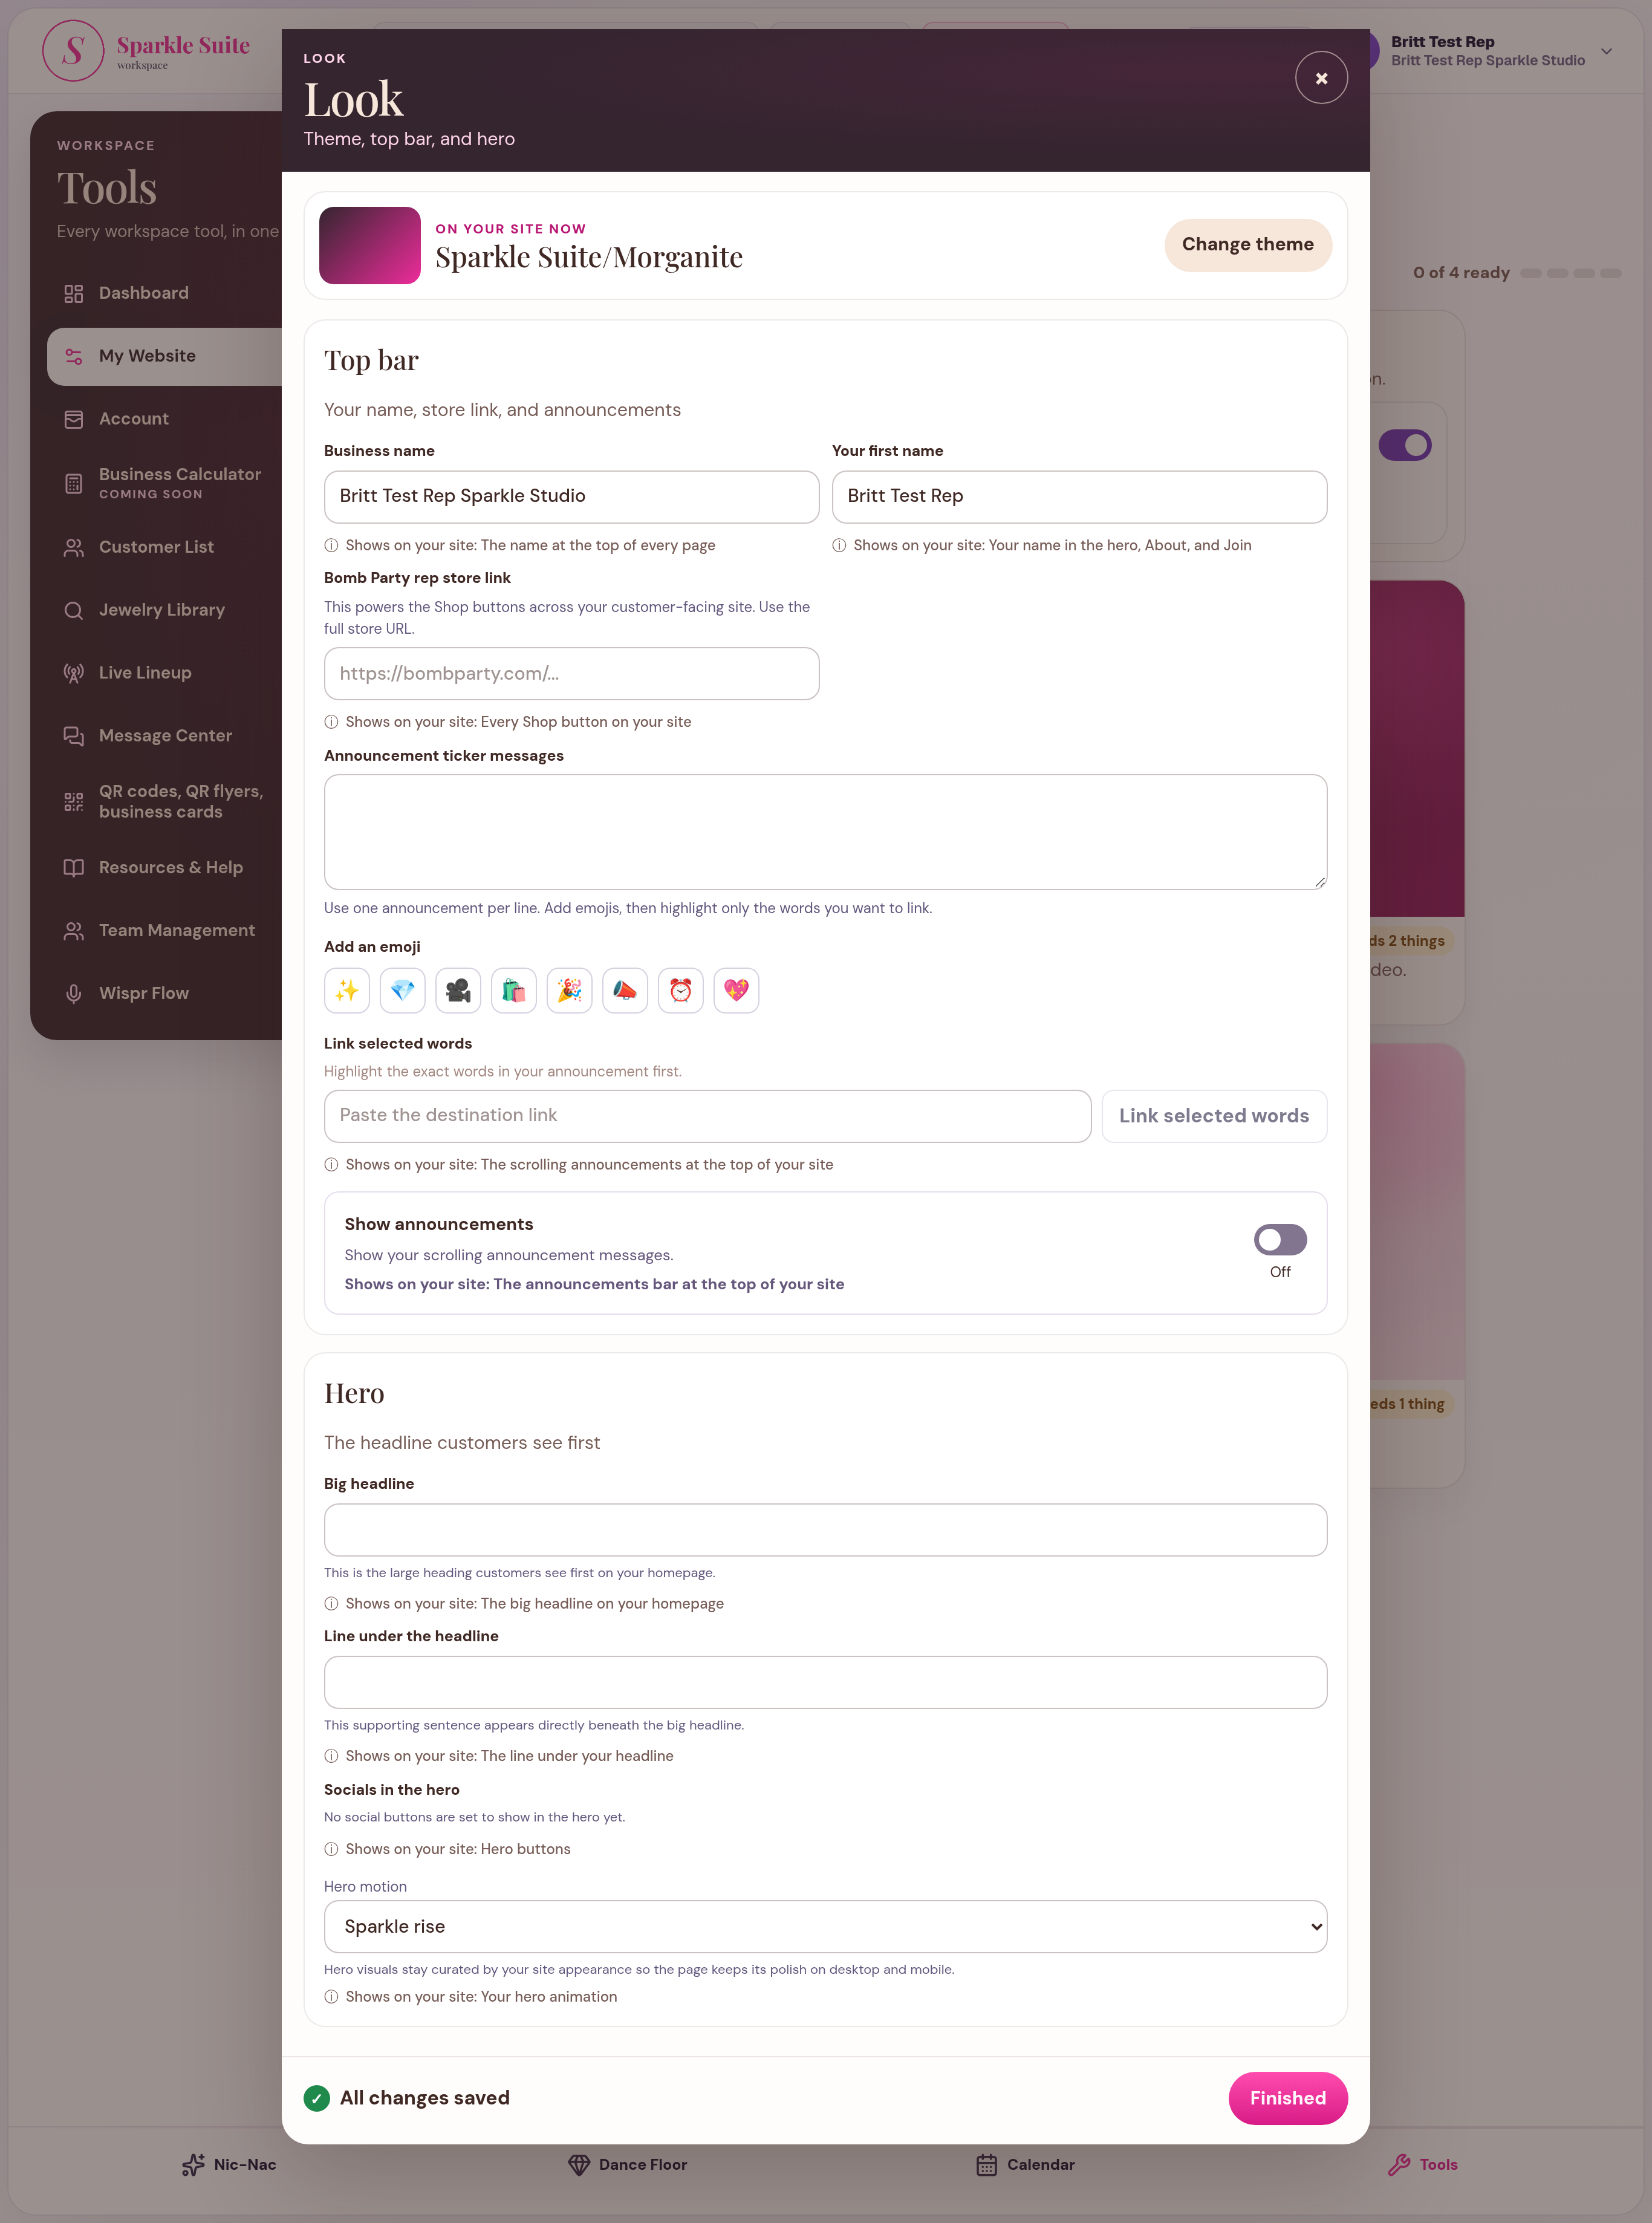 S
Sparkle Suite
workspace
Britt Test Rep
Britt Test Rep Sparkle Studio
WORKSPACE
Tools
Every workspace tool, in one
Dashboard
My Website
Account
Business Calculator
COMING SOON
Customer List
Jewelry Library
Live Lineup
Message Center
QR codes, QR flyers,
business cards
Resources & Help
Team Management
Wispr Flow
LOOK
Look
Theme, top bar, and hero
×
ON YOUR SITE NOW
Sparkle Suite/Morganite
Change theme
Top bar
Your name, store link, and announcements
Business name
Your first name
Britt Test Rep Sparkle Studio
Britt Test Rep
ⓘ Shows on your site: The name at the top of every page
ⓘ Shows on your site: Your name in the hero, About, and Join
Bomb Party rep store link
This powers the Shop buttons across your customer-facing site. Use the
full store URL.
https://bombparty.com/...
ⓘ Shows on your site: Every Shop button on your site
Announcement ticker messages
Use one announcement per line. Add emojis, then highlight only the words you want to link.
Add an emoji
Link selected words
Highlight the exact words in your announcement first.
Paste the destination link
Link selected words
ⓘ Shows on your site: The scrolling announcements at the top of your site
Show announcements
Show your scrolling announcement messages.
Shows on your site: The announcements bar at the top of your site
Off
Hero
The headline customers see first
Big headline
This is the large heading customers see first on your homepage.
ⓘ Shows on your site: The big headline on your homepage
Line under the headline
This supporting sentence appears directly beneath the big headline.
ⓘ Shows on your site: The line under your headline
Socials in the hero
No social buttons are set to show in the hero yet.
ⓘ Shows on your site: Hero buttons
Hero motion
Sparkle rise
Hero visuals stay curated by your site appearance so the page keeps its polish on desktop and mobile.
ⓘ Shows on your site: Your hero animation
✓ All changes saved
Finished
0 of 4 ready
n.
ds 2 things
deo.
eds 1 thing
Nic-Nac
Dance Floor
Calendar
Tools